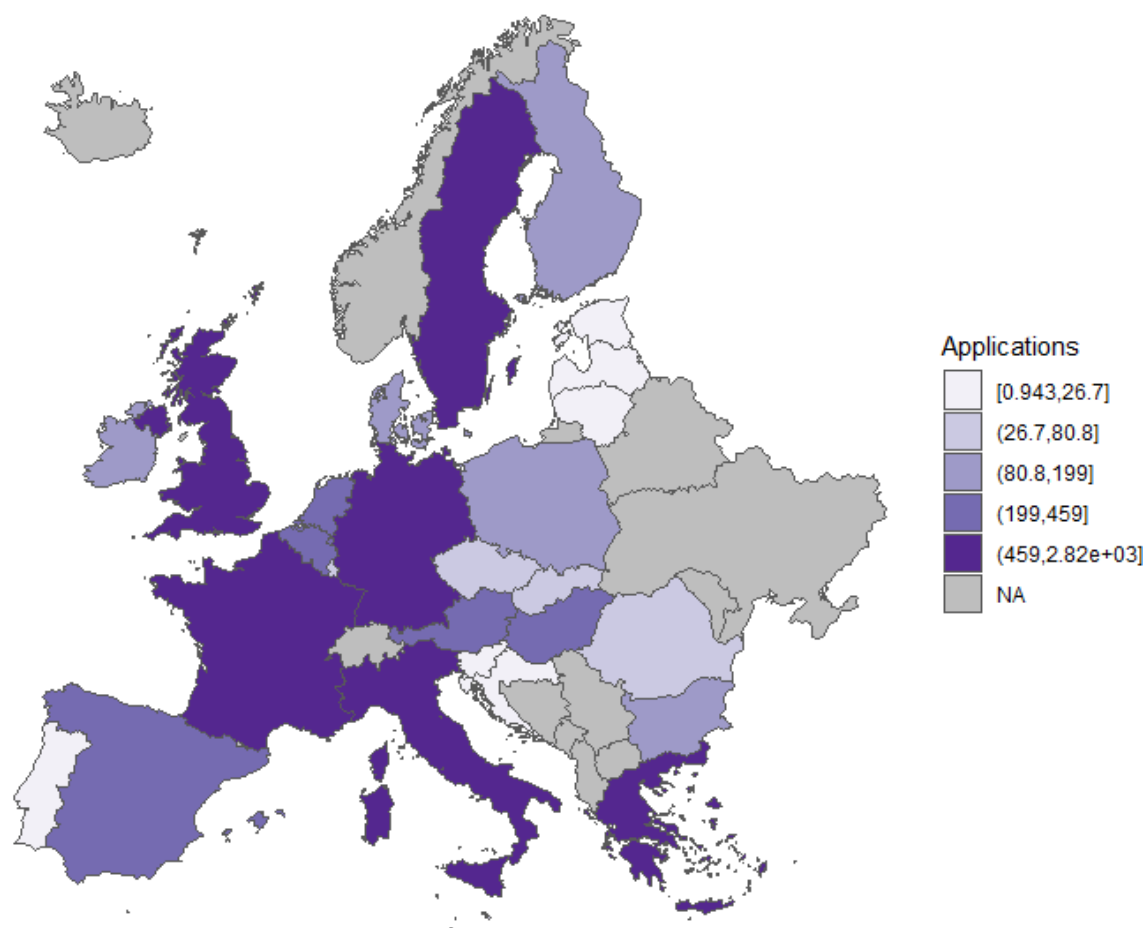 Applications
[0.943,26.7]
(26.7,80.8]
(80.8,199]
(199,459]
(459,2.82e+03]
NA